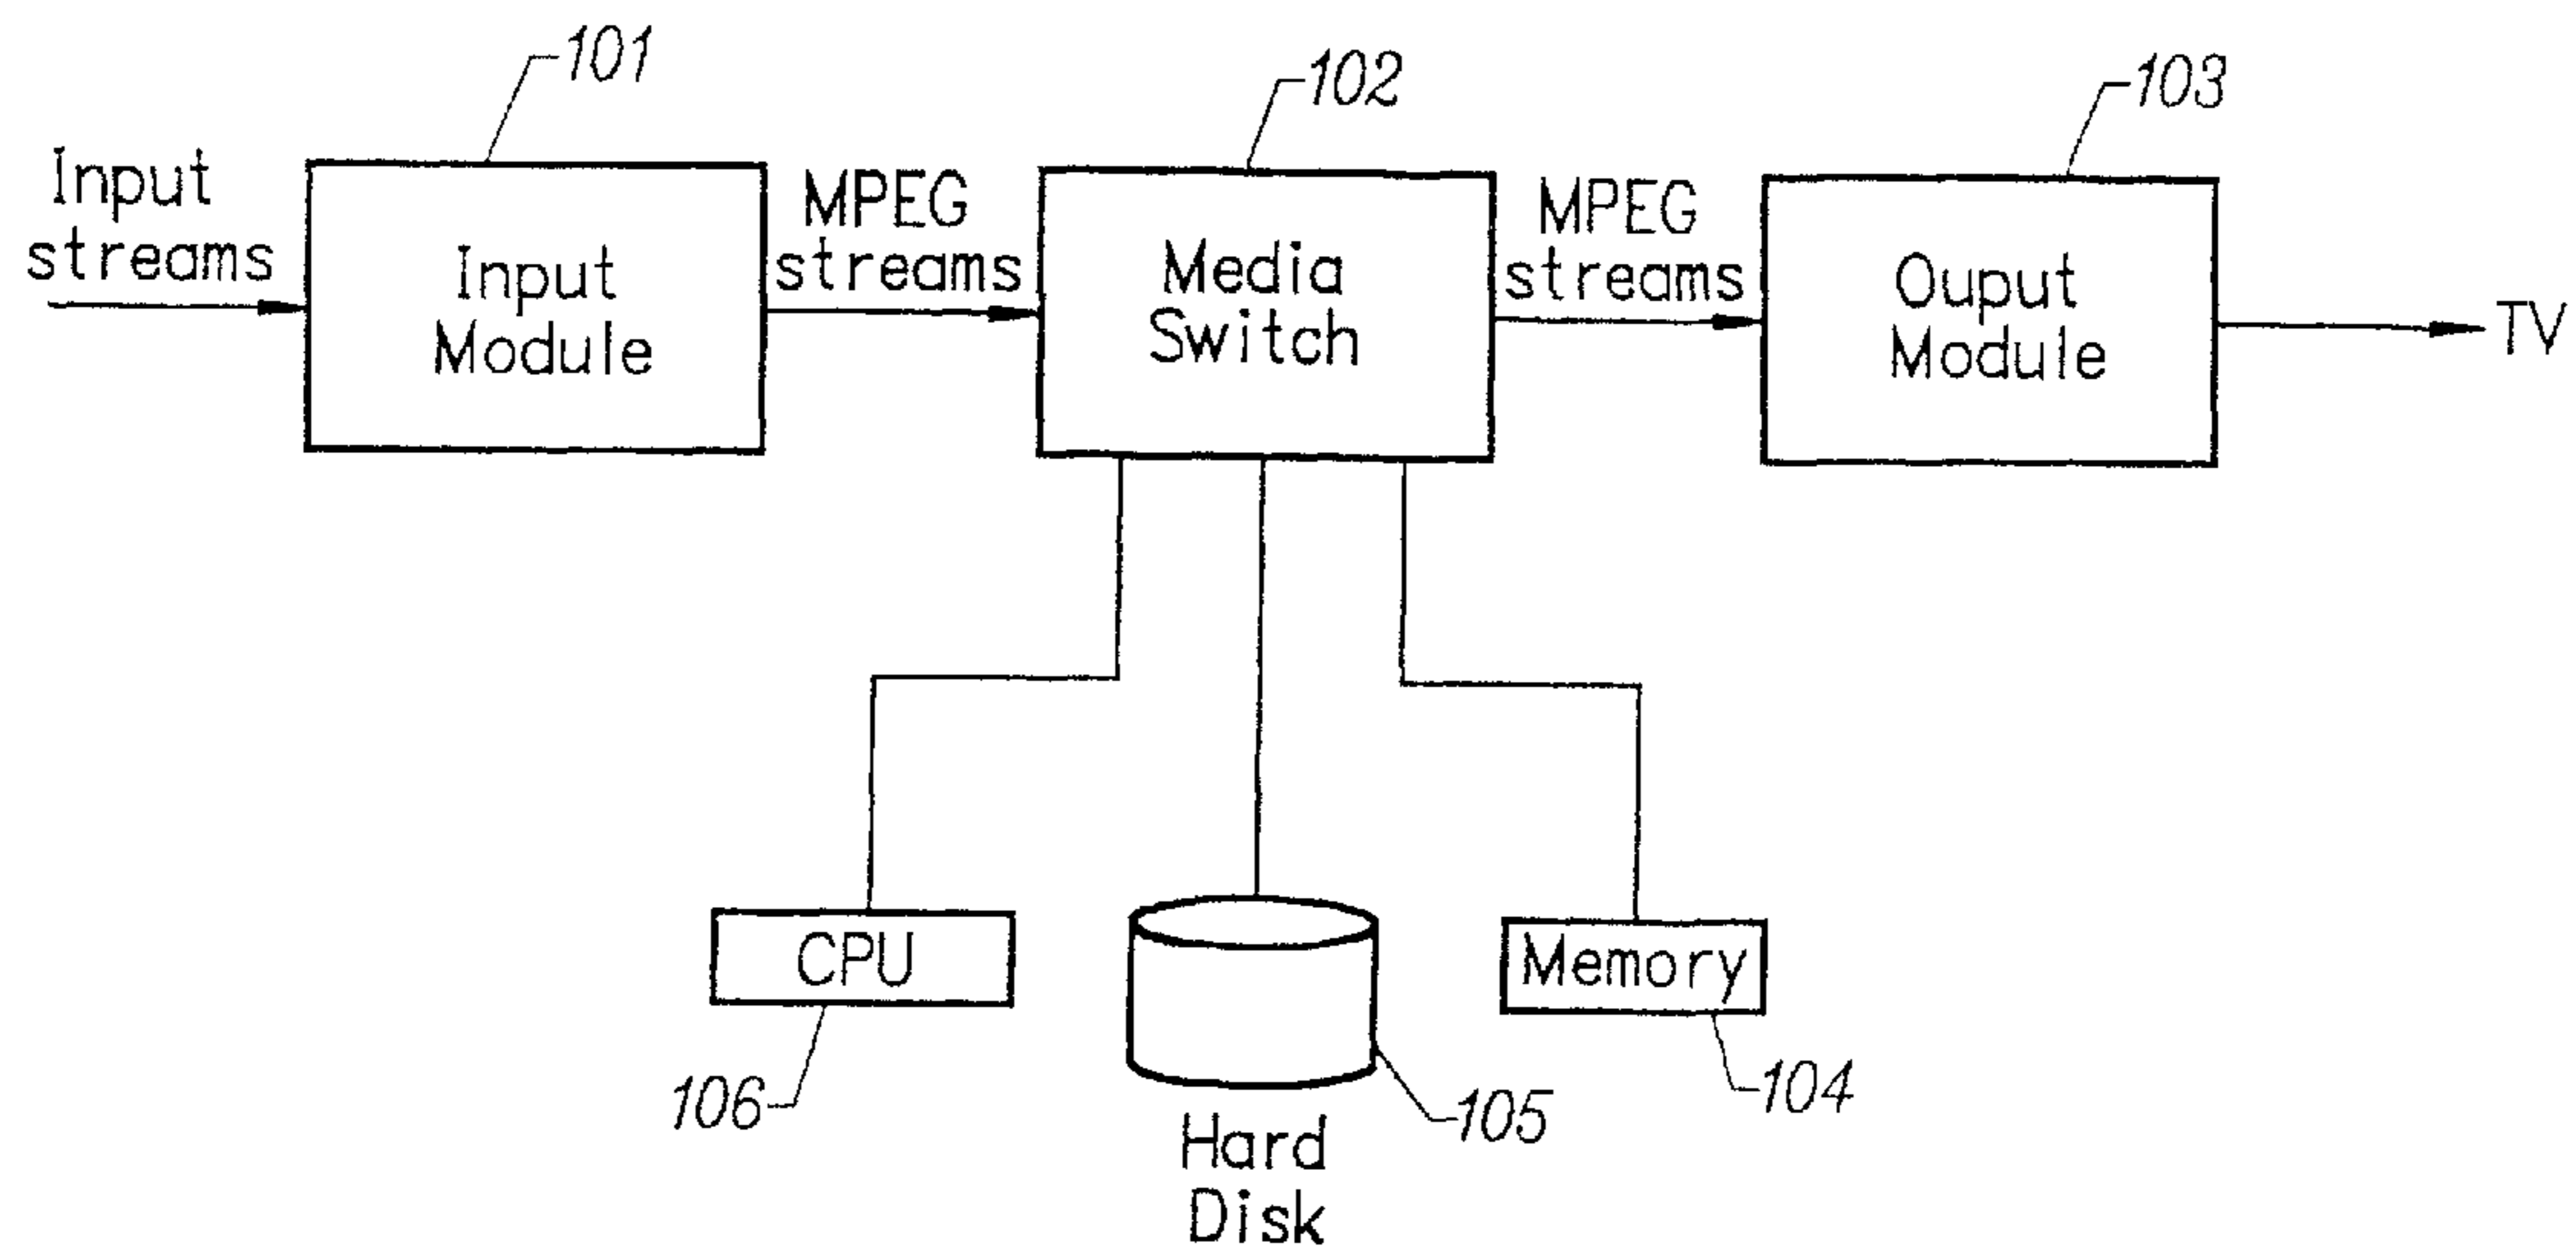 101
102
103
Input
streams
MPEG
streams
MPEG
streams
Input
Module
Media
Switch
Ouput
Module
TV
CPU
Memory
106
105
104
Hard
Disk